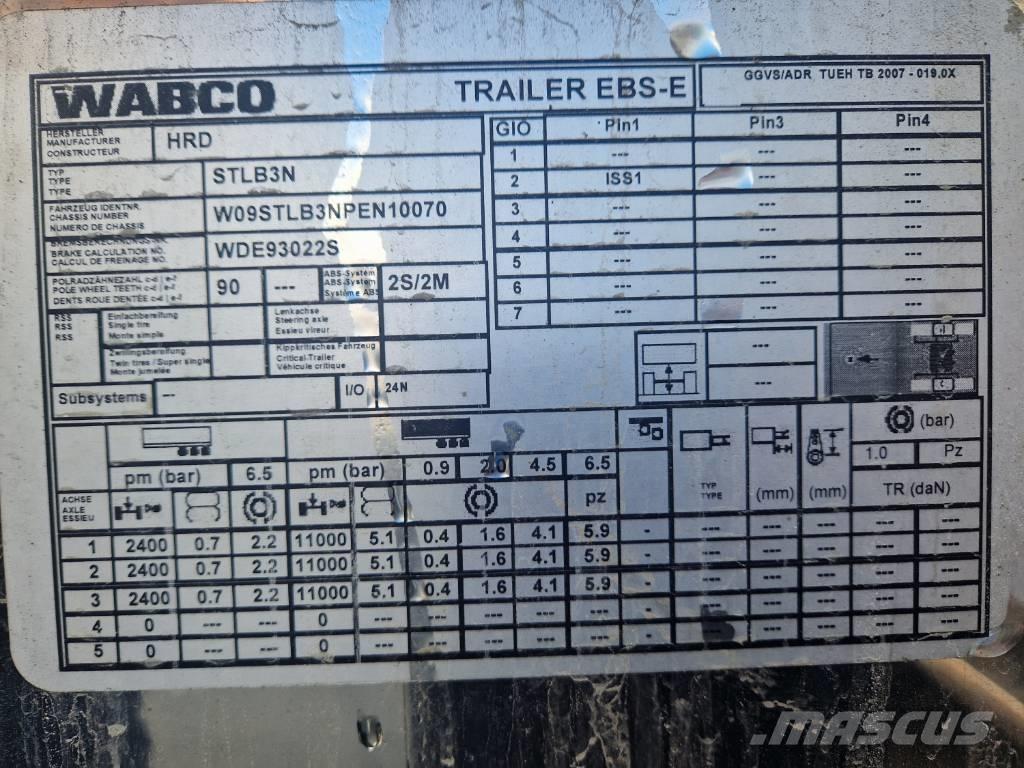 WABCO TRAILER EBS-E GGVS/ADR TUEH TB 2007 - 019.0X
HERSTELLER
MANUFACTURER
CONSTRUCTEUR
HRD
TYP
TYPE
TYPE
STLB3N
FAHRZEUG IDENTNR.
CHASSIS NUMBER
NUMERO DE CHASSIS
W09STLB3NPEN10070
BRAKE CALCULATION NO.
CALCUL DE FREINAGE NO.
WDE93022S
POLRADZÄHNEZAHL c-d | e-f
POLE WHEEL TEETH c-d | e-f
DENTS ROUE DENTÉE c-d | e-f
90 ---
ABS-System
ABS-System
Système ABS
2S/2M
RSS
RSS
RSS
Einfachbereifung
Single tire
Monte simple
Lenkachse
Steering axle
Essieu vireur
Zwillingsbereifung
Twin tires / Super single
Monte jumelée
Kippkritisches Fahrzeug
Critical-Trailer
Véhicule critique
Subsystems -- I/O 24N
GIO Pin1 Pin3 Pin4
1 --- --- ---
2 ISS1 --- ---
3 --- --- ---
4 --- --- ---
5 --- --- ---
6 --- --- ---
7 --- --- ---
---
---
pm (bar) 6.5 pm (bar) 0.9 2.0 4.5 6.5
(bar)
1.0 Pz
ACHSE
AXLE
ESSIEU
pz
TYP
TYPE
(mm) (mm) TR (daN)
1 2400 0.7 2.2 11000 5.1 0.4 1.6 4.1 5.9 - --- --- --- --- ---
2 2400 0.7 2.2 11000 5.1 0.4 1.6 4.1 5.9 - --- --- --- --- ---
3 2400 0.7 2.2 11000 5.1 0.4 1.6 4.1 5.9 - --- --- --- --- ---
4 0 --- --- 0 --- --- --- --- --- - --- --- --- --- ---
5 0 --- --- 0 --- --- --- --- --- - --- --- --- --- ---
MASCUS